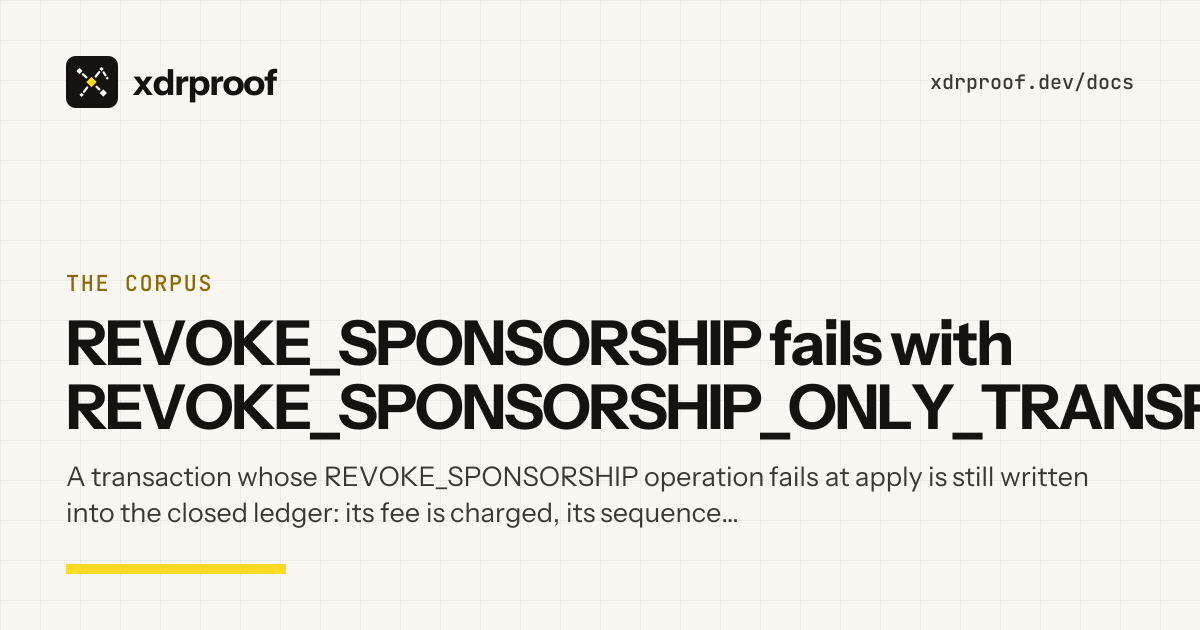 xdrproof
xdrproof.dev/docs
THE CORPUS
REVOKE_SPONSORSHIP fails with
REVOKE_SPONSORSHIP_ONLY_TRANSF
A transaction whose REVOKE_SPONSORSHIP operation fails at apply is still written
into the closed ledger: its fee is charged, its sequence…